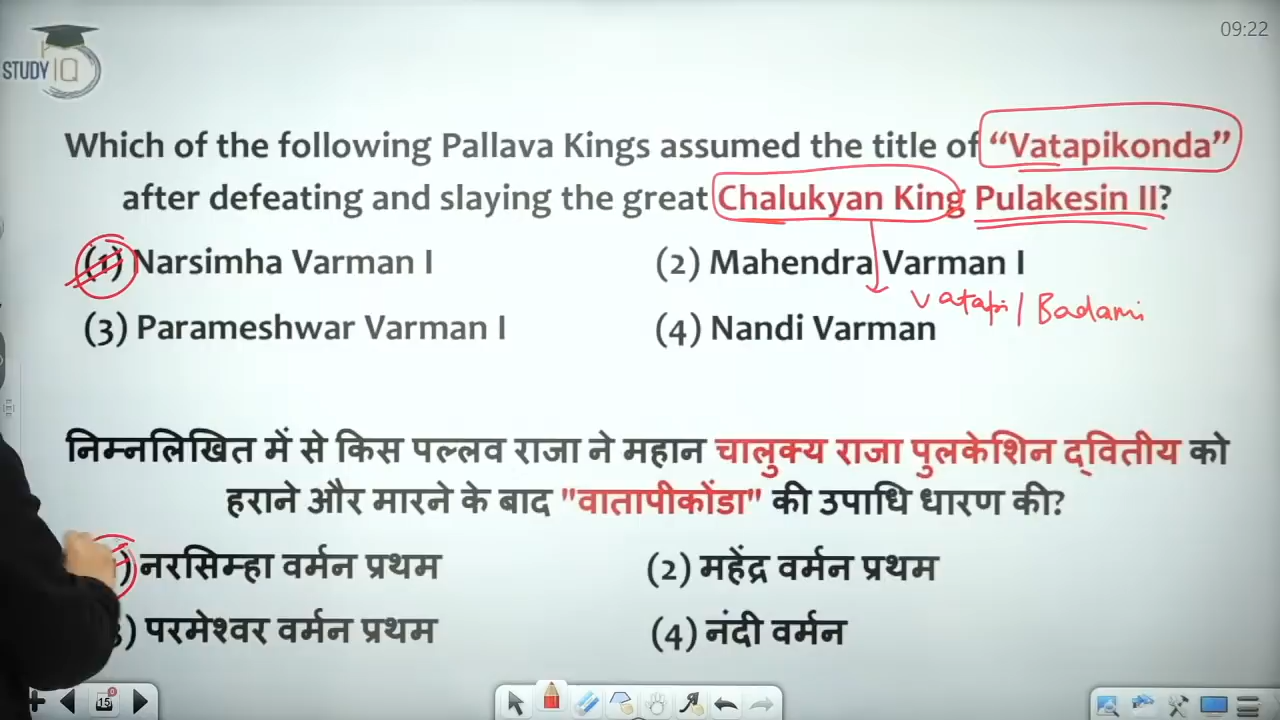 STUDY IQ
09:22
Which of the following Pallava Kings assumed the title of “Vatapikonda”
after defeating and slaying the great Chalukyan King Pulakesin II?
(1) Narsimha Varman I
(2) Mahendra Varman I
Vatapi / Badami
(3) Parameshwar Varman I
(4) Nandi Varman
निम्नलिखित में से किस पल्लव राजा ने महान चालुक्य राजा पुलकेशिन द्वितीय को
हराने और मारने के बाद "वातापीकोंडा" की उपाधि धारण की?
) नरसिम्हा वर्मन प्रथम
(2) महेंद्र वर्मन प्रथम
3) परमेश्वर वर्मन प्रथम
(4) नंदी वर्मन
15